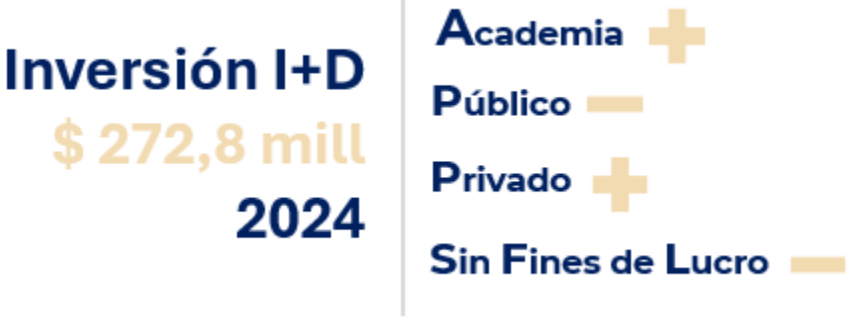 Inversión I+D
$ 272,8 mill
2024
Academia +
Público −
Privado +
Sin Fines de Lucro −